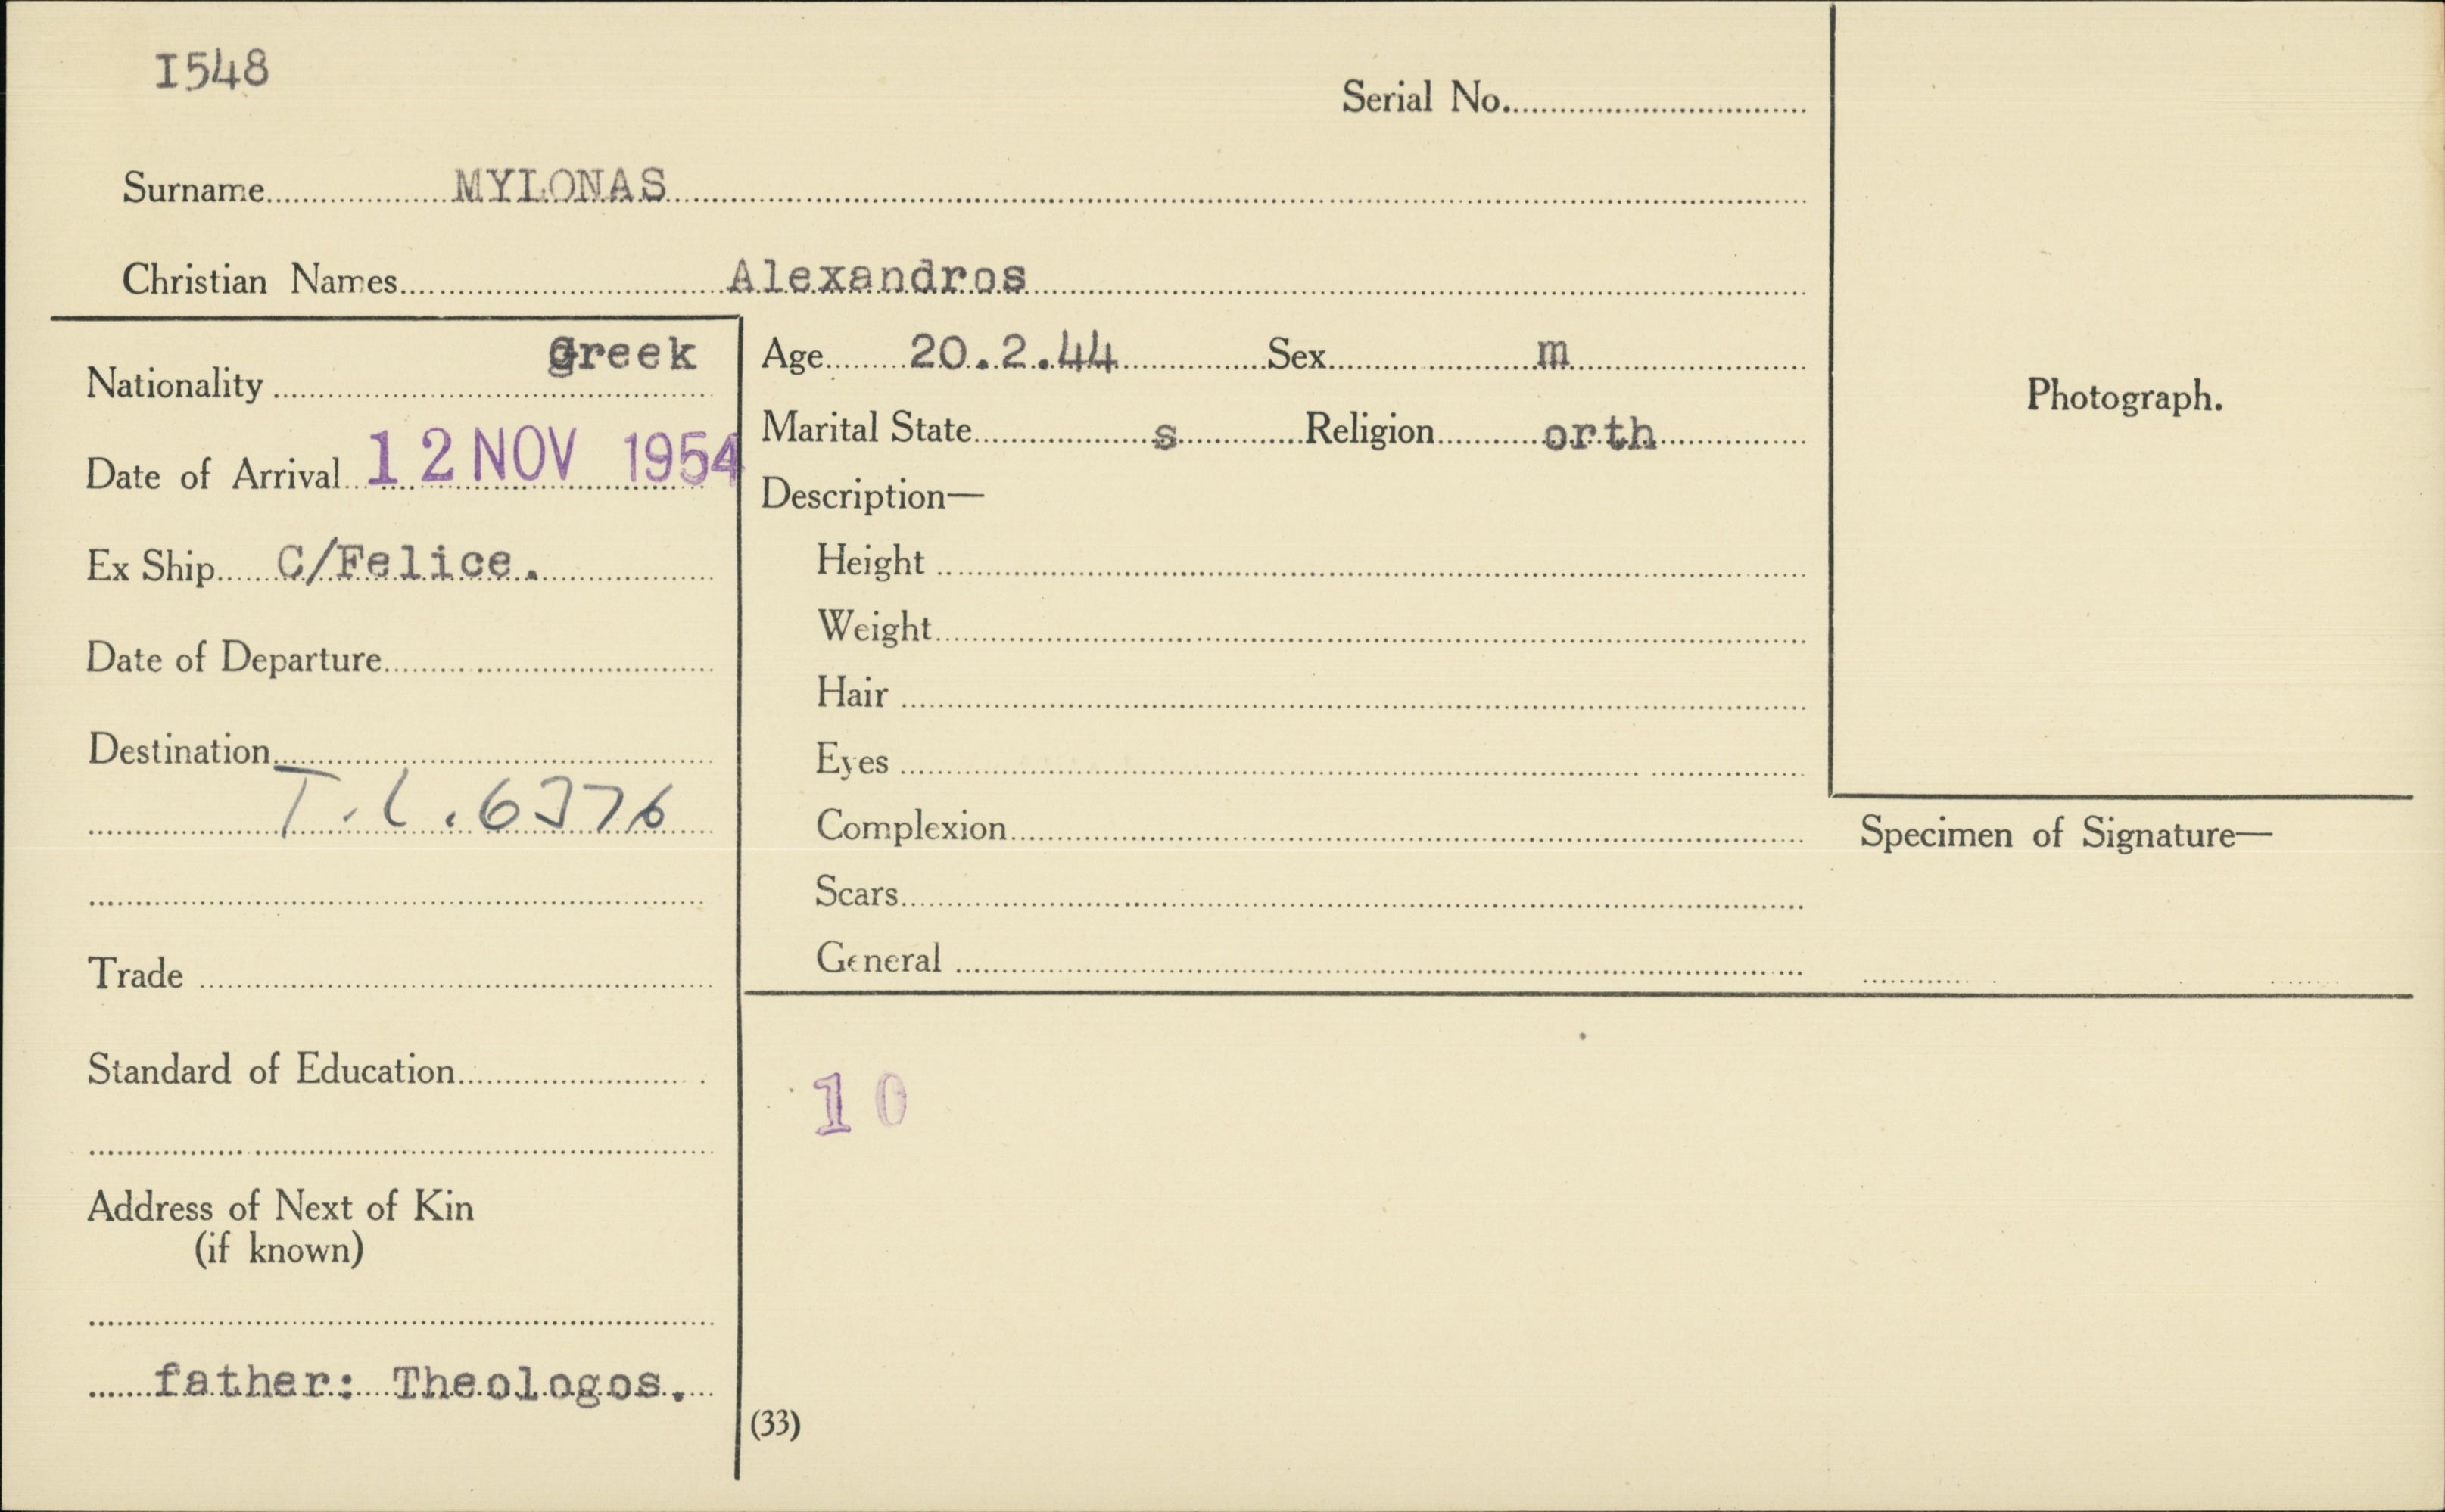 I548
Serial No.
Surname MYLONAS
Christian Names Alexandros
Nationality Greek
Date of Arrival 12 NOV 1954
Ex Ship C/Felice.
Date of Departure
Destination
T.L.6376
Trade
Standard of Education
Address of Next of Kin
(if known)
father: Theologos.
Age 20.2.44 Sex m
Marital State s Religion orth
Description—
Height
Weight
Hair
Eyes
Complexion
Scars
General
10
(33)
Photograph.
Specimen of Signature—